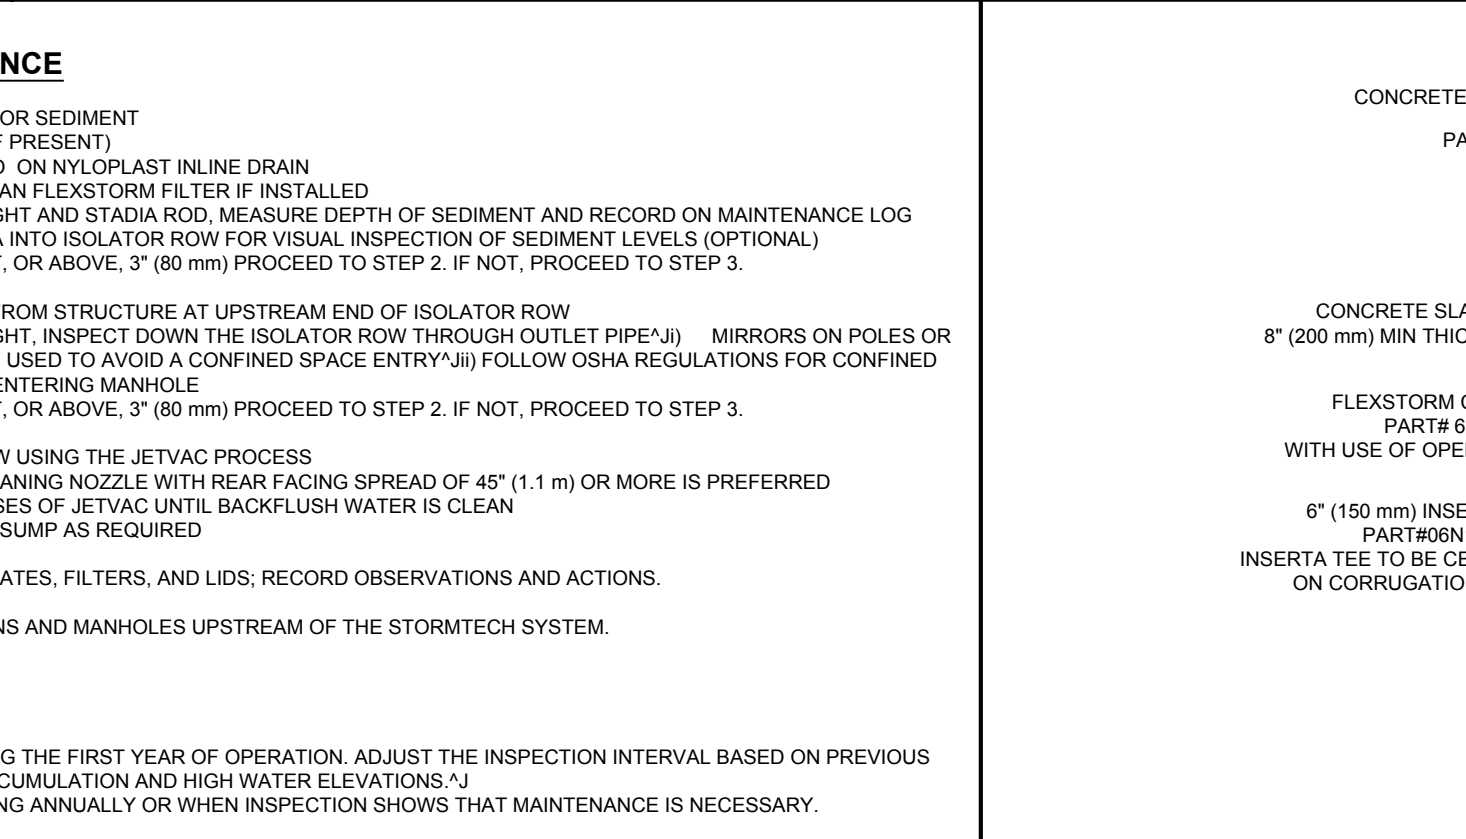 NCE
OR SEDIMENT
PRESENT)
ON NYLOPLAST INLINE DRAIN
AN FLEXSTORM FILTER IF INSTALLED
GHT AND STADIA ROD, MEASURE DEPTH OF SEDIMENT AND RECORD ON MAINTENANCE LOG
A INTO ISOLATOR ROW FOR VISUAL INSPECTION OF SEDIMENT LEVELS (OPTIONAL)
, OR ABOVE, 3" (80 mm) PROCEED TO STEP 2. IF NOT, PROCEED TO STEP 3.
ROM STRUCTURE AT UPSTREAM END OF ISOLATOR ROW
GHT, INSPECT DOWN THE ISOLATOR ROW THROUGH OUTLET PIPE^Ji) MIRRORS ON POLES OR
USED TO AVOID A CONFINED SPACE ENTRY^Jii) FOLLOW OSHA REGULATIONS FOR CONFINED
ENTERING MANHOLE
, OR ABOVE, 3" (80 mm) PROCEED TO STEP 2. IF NOT, PROCEED TO STEP 3.
W USING THE JETVAC PROCESS
EANING NOZZLE WITH REAR FACING SPREAD OF 45" (1.1 m) OR MORE IS PREFERRED
SES OF JETVAC UNTIL BACKFLUSH WATER IS CLEAN
SUMP AS REQUIRED
ATES, FILTERS, AND LIDS; RECORD OBSERVATIONS AND ACTIONS.
NS AND MANHOLES UPSTREAM OF THE STORMTECH SYSTEM.
G THE FIRST YEAR OF OPERATION. ADJUST THE INSPECTION INTERVAL BASED ON PREVIOUS
CUMULATION AND HIGH WATER ELEVATIONS.^J
NG ANNUALLY OR WHEN INSPECTION SHOWS THAT MAINTENANCE IS NECESSARY.
CONCRETE
PA
CONCRETE SLA
8" (200 mm) MIN THIC
FLEXSTORM
PART# 6
WITH USE OF OPE
6" (150 mm) INSE
PART#06N
INSERTA TEE TO BE CE
ON CORRUGATIO